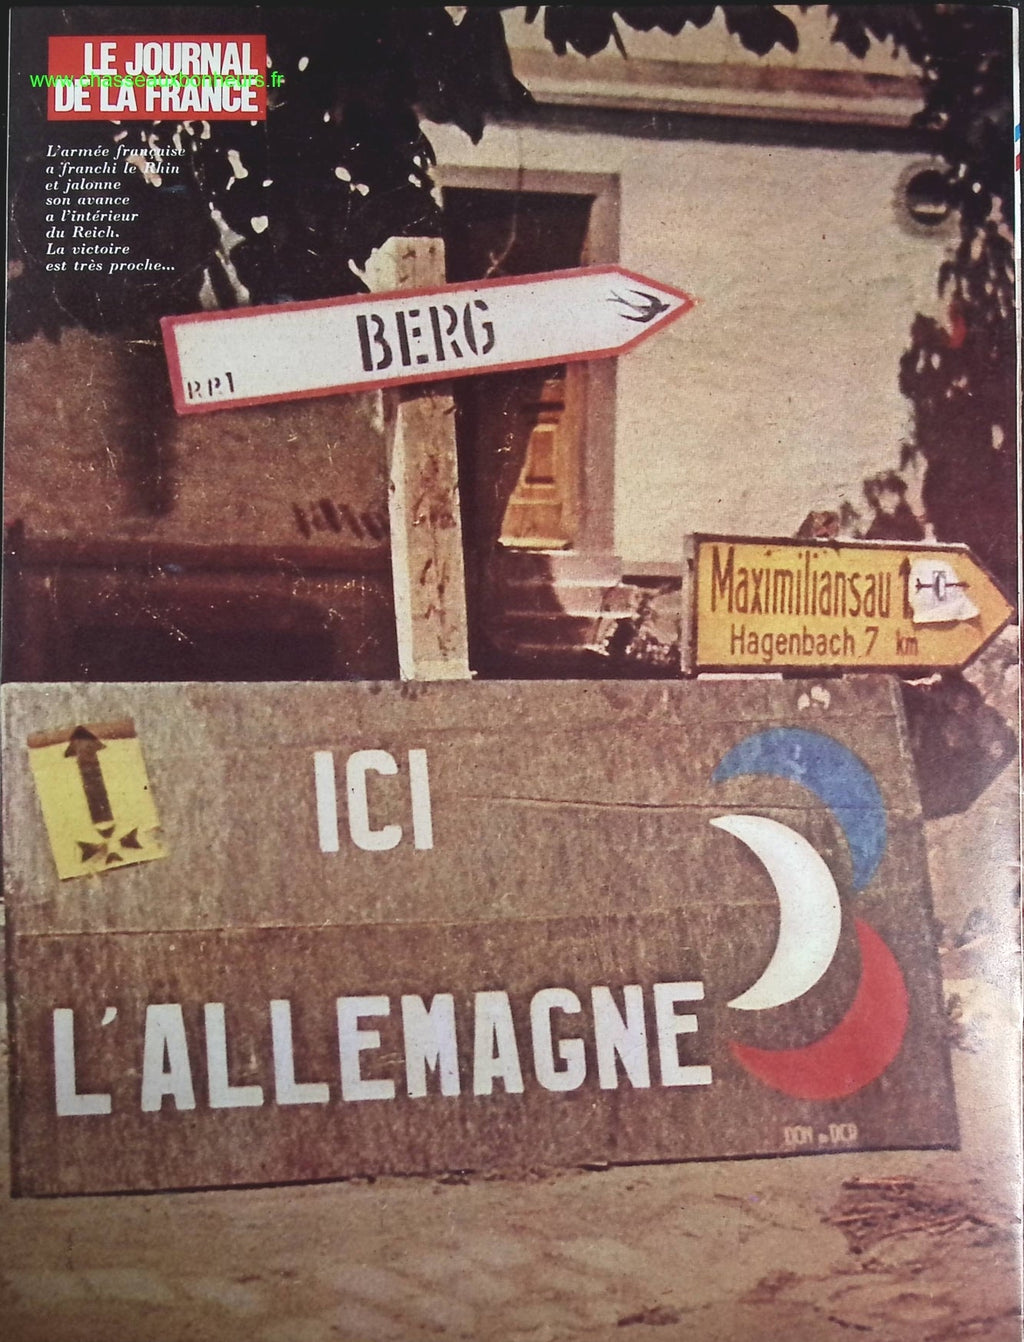 LE JOURNAL
www.chasseauxbonheurs.fr
DE LA FRANCE
L'armée française
a franchi le Rhin
et jalonne
son avance
a l'intérieur
du Reich.
La victoire
est très proche...
BERG
R.P.1
Maximiliansau
Hagenbach 7 km
ICI
L'ALLEMAGNE